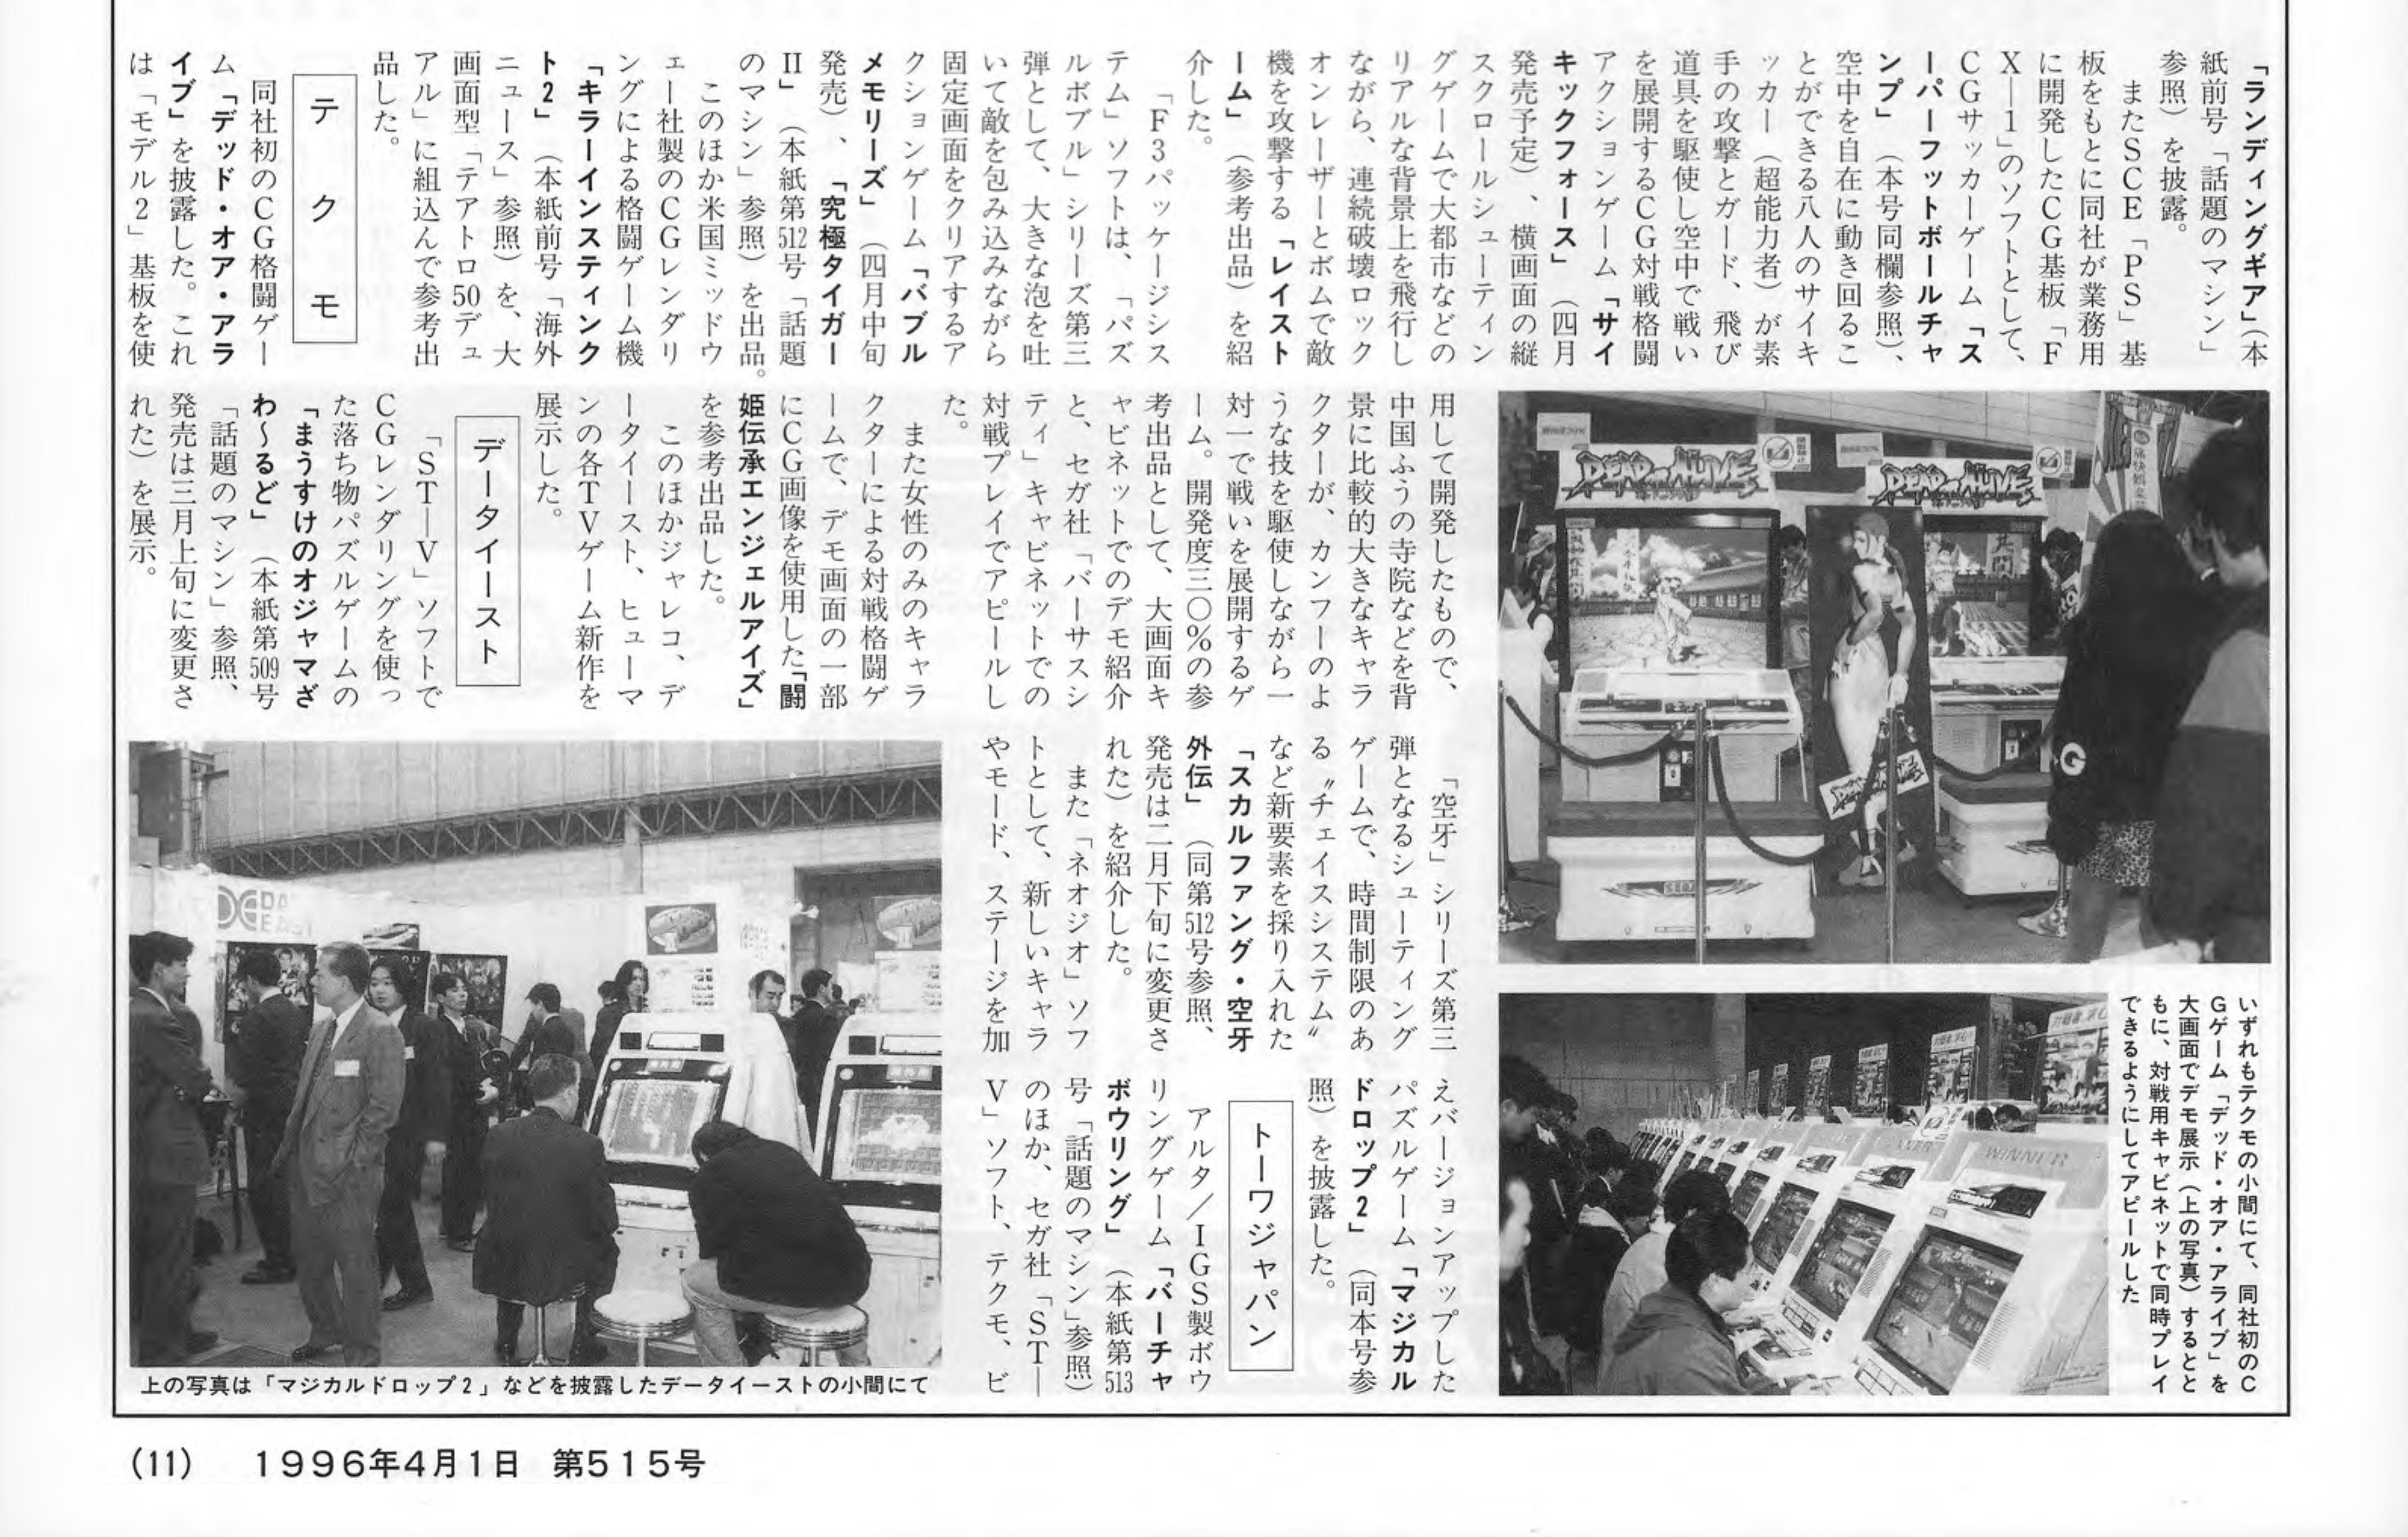 「ランディングギア」（本
紙前号「話題のマシン」
参照）を披露。
またＳＣＥ「ＰＳ」基
板をもとに同社が業務用
に開発したＣＧ基板「Ｆ
Ｘ―１」のソフトとして、
ＣＧサッカーゲーム「ス
ーパーフットボールチャ
ンプ」（本号同欄参照）、
空中を自在に動き回るこ
とができる八人のサイキ
ッカー（超能力者）が素
手の攻撃とガード、飛び
道具を駆使し空中で戦い
を展開するＣＧ対戦格闘
アクションゲーム「サイ
キックフォース」（四月
発売予定）、横画面の縦
スクロールシューティン
グゲームで大都市などの
リアルな背景上を飛行し
ながら、連続破壊ロック
オンレーザーとボムで敵
機を攻撃する「レイスト
ーム」（参考出品）を紹
介した。
「Ｆ３パッケージシス
テム」ソフトは、「パズ
ルボブル」シリーズ第三
弾として、大きな泡を吐
いて敵を包み込みながら
固定画面をクリアするア
クションゲーム「バブル
メモリーズ」（四月中旬
発売）、「究極タイガー
II」（本紙第512号「話題
のマシン」参照）を出品。
このほか米国ミッドウ
ェー社製のＣＧレンダリ
ングによる格闘ゲーム機
「キラーインスティンク
ト２」（本紙前号「海外
ニュース」参照）を、大
画面型「テアトロ50デュ
アル」に組込んで参考出
品した。
テクモ
同社初のＣＧ格闘ゲー
ム「デッド・オア・アラ
イブ」を披露した。これ
は「モデル２」基板を使
用して開発したもので、
中国ふうの寺院などを背
景に比較的大きなキャラ
クターが、カンフーのよ
うな技を駆使しながら一
対一で戦いを展開するゲ
ーム。開発度三〇％の参
考出品として、大画面キ
ャビネットでのデモ紹介
と、セガ社「バーサスシ
ティ」キャビネットでの
対戦プレイでアピールし
た。
また女性のみのキャラ
クターによる対戦格闘ゲ
ームで、デモ画面の一部
にＣＧ画像を使用した「闘
姫伝承エンジェルアイズ」
を参考出品した。
このほかジャレコ、デ
ータイースト、ヒューマ
ンの各ＴＶゲーム新作を
展示した。
データイースト
「ＳＴ―Ｖ」ソフトで
ＣＧレンダリングを使っ
た落ち物パズルゲームの
「まうすけのオジャマざ
わ〜るど」（本紙第509号
「話題のマシン」参照、
発売は三月上旬に変更さ
れた）を展示。
「空牙」シリーズ第三
弾となるシューティング
ゲームで、時間制限のあ
る〝チェイスシステム〟
など新要素を採り入れた
「スカルファング・空牙
外伝」（同第512号参照、
発売は二月下旬に変更さ
れた）を紹介した。
また「ネオジオ」ソフ
トとして、新しいキャラ
やモード、ステージを加
えバージョンアップした
パズルゲーム「マジカル
ドロップ２」（同本号参
照）を披露した。
トーワジャパン
アルタ／ＩＧＳ製ボウ
リングゲーム「バーチャ
ボウリング」（本紙第513
号「話題のマシン」参照）
のほか、セガ社「ＳＴ―
Ｖ」ソフト、テクモ、ビ
DEAD OR ALIVE
DEAD OR ALIVE
いずれもテクモの小間にて、同社初のＣ
Ｇゲーム「デッド・オア・アライブ」を
大画面でデモ展示（上の写真）するとと
もに、対戦用キャビネットで同時プレイ
できるようにしてアピールした
WINNER
DATA EAST
上の写真は「マジカルドロップ２」などを披露したデータイーストの小間にて
（11）　１９９６年４月１日　第５１５号